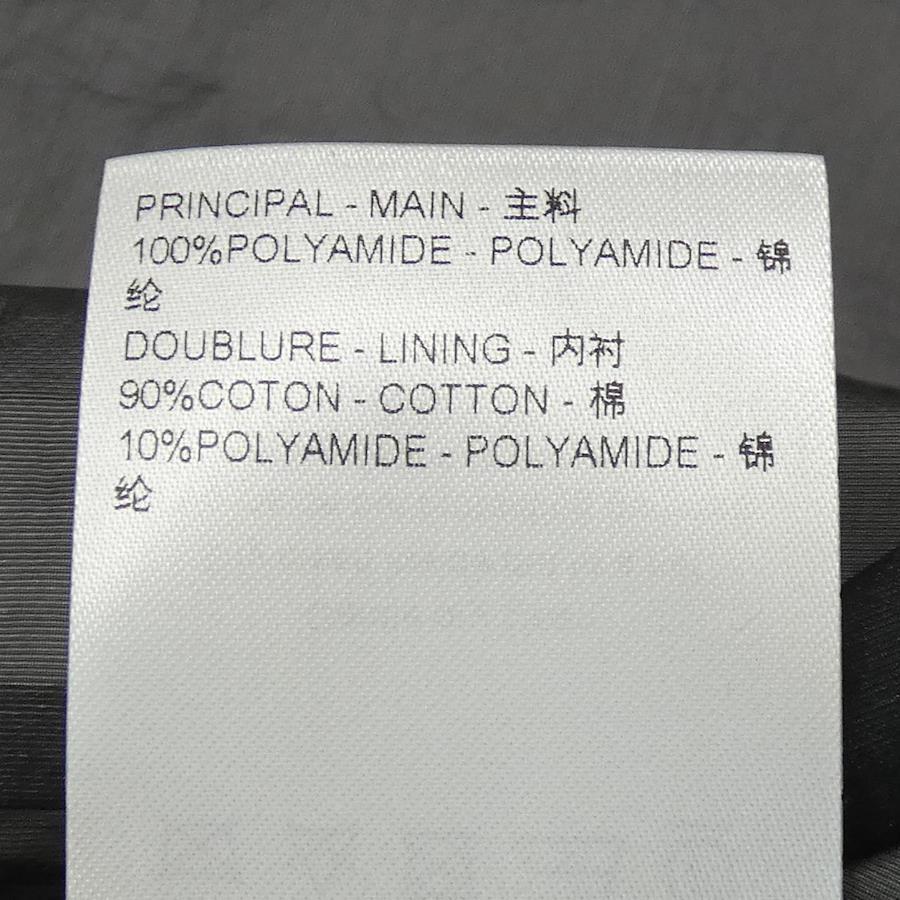 PRINCIPAL - MAIN - 主料
100%POLYAMIDE - POLYAMIDE - 锦
纶
DOUBLURE - LINING - 内衬
90%COTON - COTTON - 棉
10%POLYAMIDE - POLYAMIDE - 锦
纶